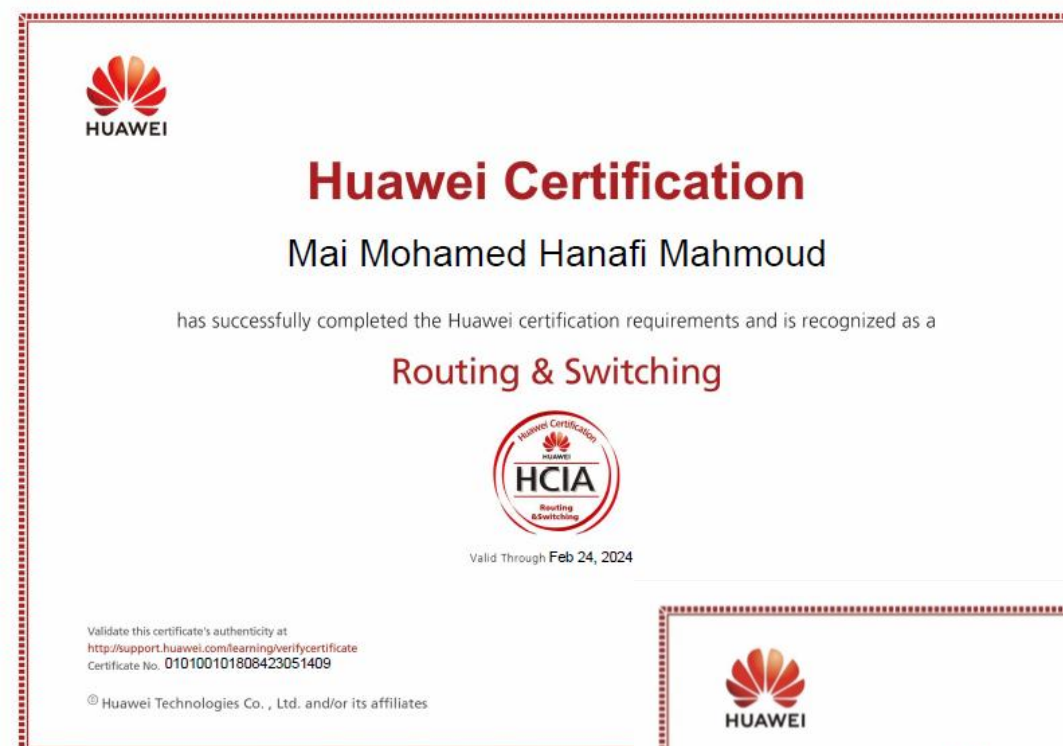 HUAWEI
Huawei Certification
Mai Mohamed Hanafi Mahmoud
has successfully completed the Huawei certification requirements and is recognized as a
Routing & Switching
Huawei Certification
HUAWEI
HCIA
Routing
&Switching
Valid Through Feb 24, 2024
Validate this certificate's authenticity at
http://support.huawei.com/learning/verifycertificate
Certificate No. 010100101808423051409
© Huawei Technologies Co. , Ltd. and/or its affiliates
HUAWEI